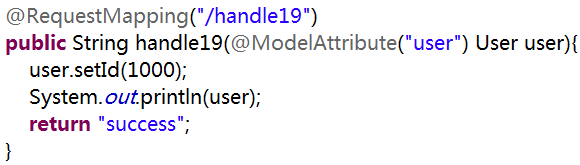 @RequestMapping("/handle19")
public String handle19(@ModelAttribute("user") User user){
    user.setId(1000);
    System.out.println(user);
    return "success";
}